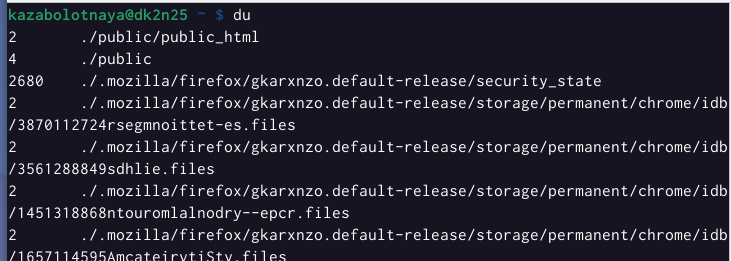 kazabolotnaya@dk2n25 ~ $ du
2       ./public/public_html
4       ./public
2680    ./.mozilla/firefox/gkarxnzo.default-release/security_state
2       ./.mozilla/firefox/gkarxnzo.default-release/storage/permanent/chrome/idb
/3870112724rsegmnoittet-es.files
2       ./.mozilla/firefox/gkarxnzo.default-release/storage/permanent/chrome/idb
/3561288849sdhlie.files
2       ./.mozilla/firefox/gkarxnzo.default-release/storage/permanent/chrome/idb
/1451318868ntouromlalnodry--epcr.files
2       ./.mozilla/firefox/gkarxnzo.default-release/storage/permanent/chrome/idb
/1657114595AmcateirvtiSty.files